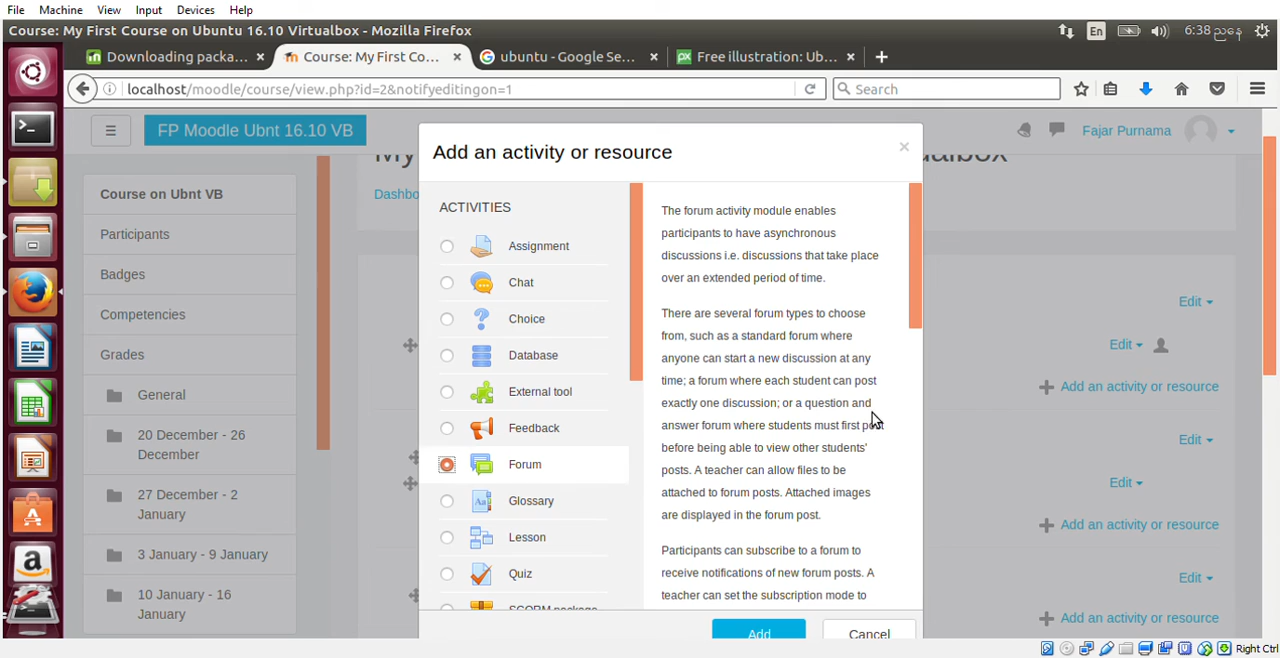 File Machine View Input Devices Help
Course: My First Course on Ubuntu 16.10 Virtualbox - Mozilla Firefox
En
6:38 ညနေ
Downloading packa... ×
Course: My First Co... ×
ubuntu - Google Se... ×
Free illustration: Ub... ×
localhost/moodle/course/view.php?id=2&notifyediting=1
Search
FP Moodle Ubnt 16.10 VB
Fajar Purnama
Dashbo
Course on Ubnt VB
Participants
Badges
Competencies
Grades
General
20 December - 26
December
27 December - 2
January
3 January - 9 January
10 January - 16
January
Add an activity or resource
×
ACTIVITIES
Assignment
Chat
Choice
Database
External tool
Feedback
Forum
Glossary
Lesson
Quiz
SCORM package
The forum activity module enables
participants to have asynchronous
discussions i.e. discussions that take place
over an extended period of time.
There are several forum types to choose
from, such as a standard forum where
anyone can start a new discussion at any
time; a forum where each student can post
exactly one discussion; or a question and
answer forum where students must first post
before being able to view other students'
posts. A teacher can allow files to be
attached to forum posts. Attached images
are displayed in the forum post.
Participants can subscribe to a forum to
receive notifications of new forum posts. A
teacher can set the subscription mode to
Add
Cancel
Edit
Edit
Add an activity or resource
Edit
Edit
Add an activity or resource
Edit
Add an activity or resource
Right Ctrl